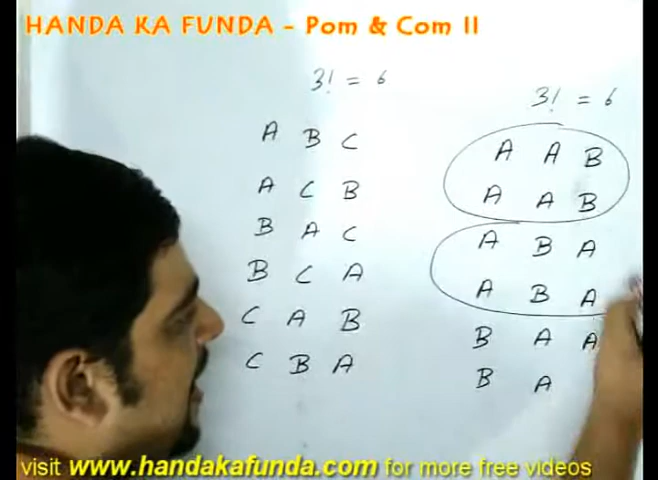 HANDA KA FUNDA - Pom & Com II
3! = 6
A B C
A C B
B A C
B C A
C A B
C B A
3! = 6
A A B
A A B
A B A
A B A
B A A
B A
visit www.handakafunda.com for more free videos